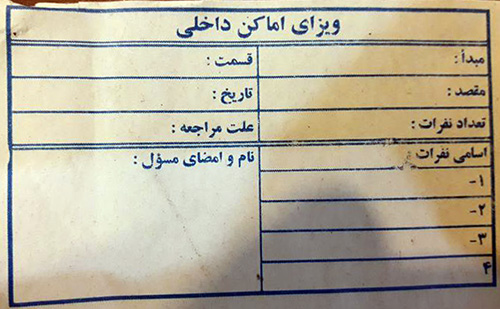 ویزای اماکن داخلی
مبدأ : قسمت :
مقصد : تاریخ :
تعداد نفرات : علت مراجعه :
اسامی نفرات نام و امضای مسؤل :
۱-
۲-
۳-
۴